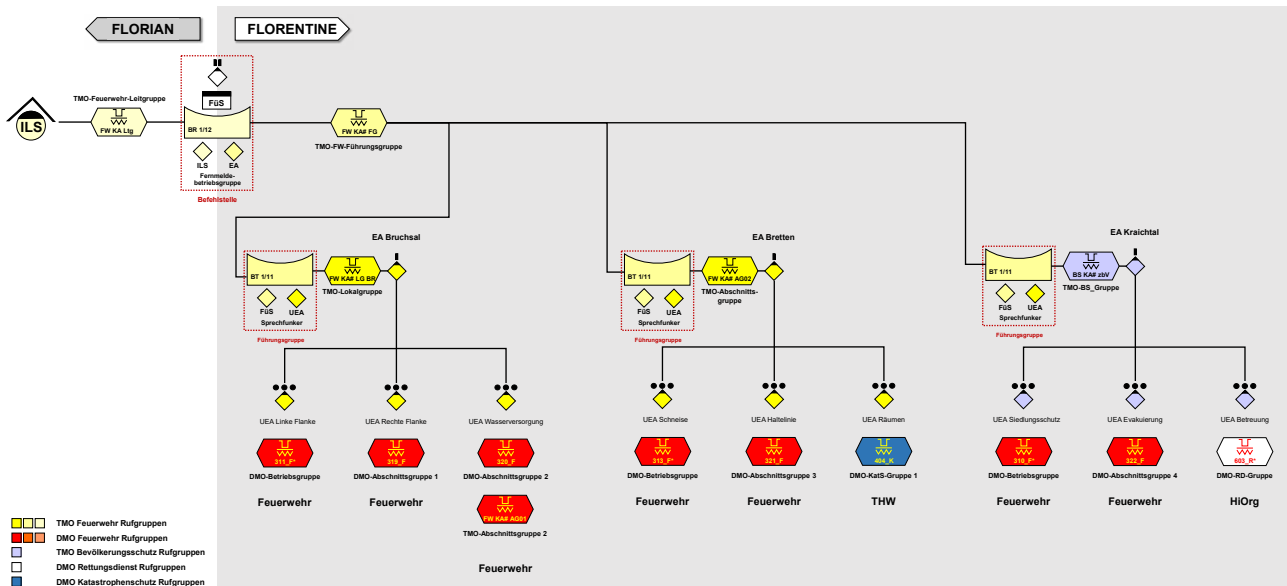 FLORIAN
FLORENTINE
TMO-Feuerwehr-Leitgruppe
ILS
FW KA Ltg
FüS
BR 1/12
ILS
EA
Fernmelde-
betriebsgruppe
Befehlstelle
FW KA# FG
TMO-FW-Führungsgruppe
EA Bruchsal
BT 1/11
FW KA# LG BR
TMO-Lokalgruppe
FüS
UEA
Sprechfunker
Führungsgruppe
EA Bretten
BT 1/11
FW KA# AG02
TMO-Abschnitts-
gruppe
FüS
UEA
Sprechfunker
Führungsgruppe
EA Kraichtal
BT 1/11
BS KA# zbV
TMO-BS_Gruppe
FüS
UEA
Sprechfunker
Führungsgruppe
UEA Linke Flanke
UEA Rechte Flanke
UEA Wasserversorgung
UEA Schneise
UEA Haltelinie
UEA Räumen
UEA Siedlungsschutz
UEA Evakuierung
UEA Betreuung
311_F*
319_F
320_F
313_F*
321_F
404_K
310_F*
322_F
603_R*
DMO-Betriebsgruppe
DMO-Abschnittsgruppe 1
DMO-Abschnittsgruppe 2
DMO-Betriebsgruppe
DMO-Abschnittsgruppe 3
DMO-KatS-Gruppe 1
DMO-Betriebsgruppe
DMO-Abschnittsgruppe 4
DMO-RD-Gruppe
Feuerwehr
Feuerwehr
Feuerwehr
Feuerwehr
THW
Feuerwehr
Feuerwehr
HiOrg
FW KA# AG01
TMO-Abschnittsgruppe 2
Feuerwehr
TMO Feuerwehr Rufgruppen
DMO Feuerwehr Rufgruppen
TMO Bevölkerungsschutz Rufgruppen
DMO Rettungsdienst Rufgruppen
DMO Katastrophenschutz Rufgruppen